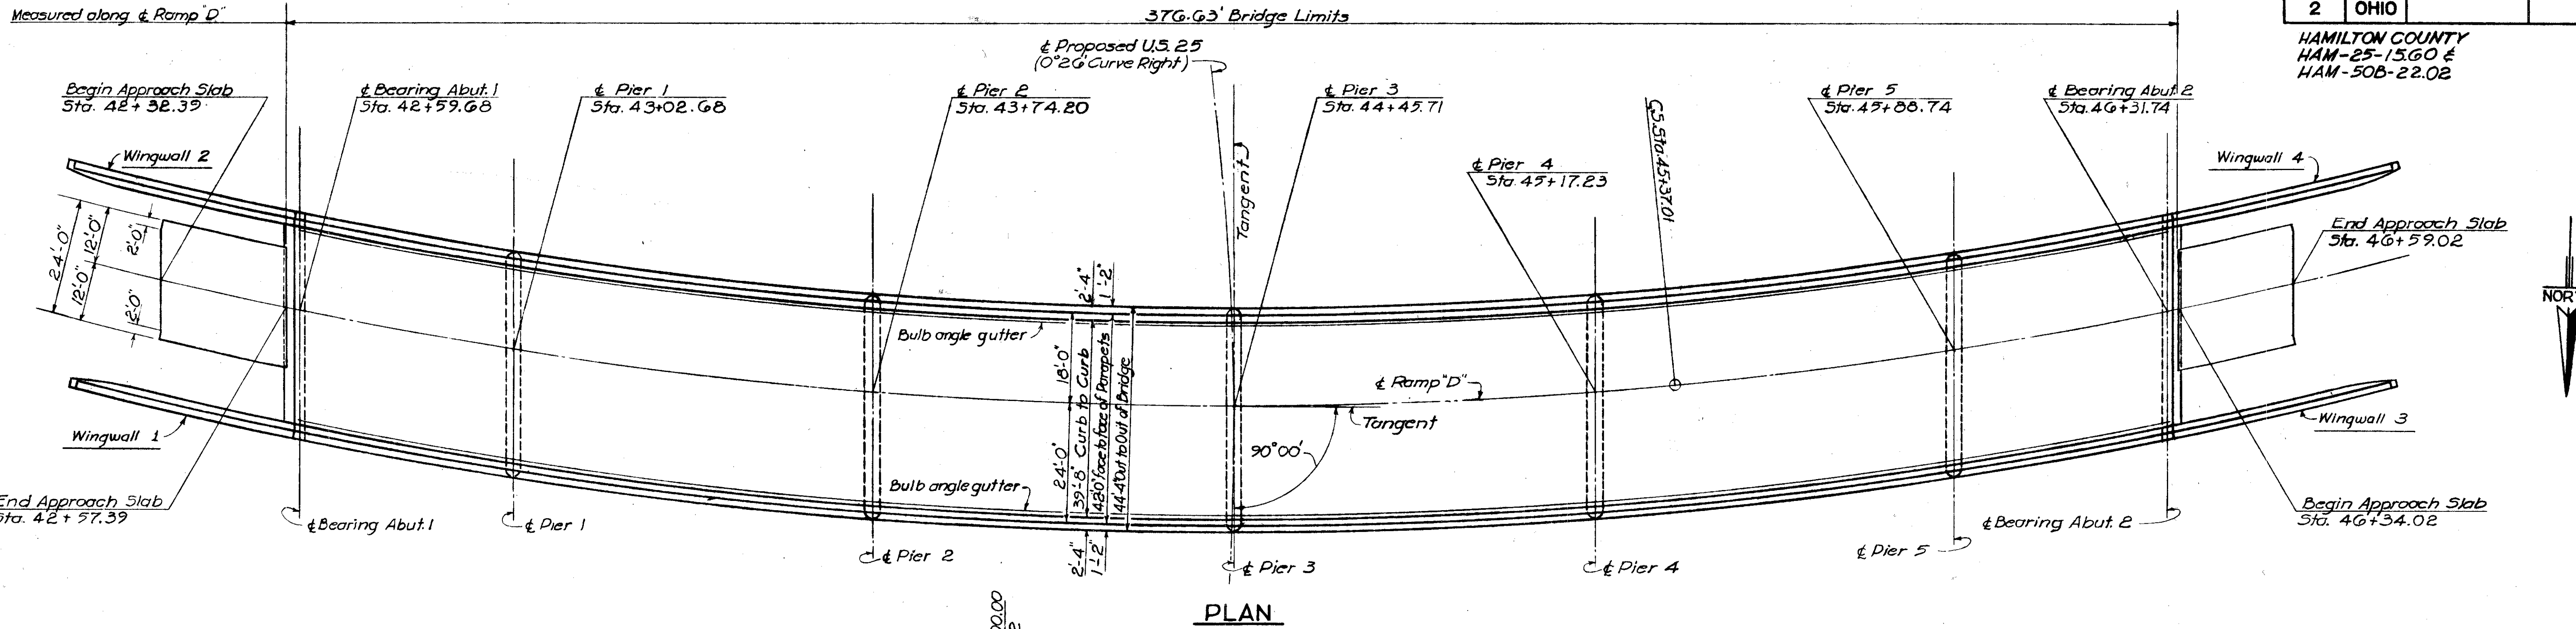 Measured along ₵ Ramp "D"
376.63' Bridge Limits
2 OHIO
HAMILTON COUNTY
HAM-25-15.60 ₵
HAM-50B-22.02
₵ Proposed U.S. 25
(0°26' Curve Right)
Begin Approach Slab
Sta. 42+32.39
₵ Bearing Abut. 1
Sta. 42+59.68
₵ Pier 1
Sta. 43+02.68
₵ Pier 2
Sta. 43+74.20
₵ Pier 3
Sta. 44+45.71
C.S. Sta. 45+37.01
₵ Pier 5
Sta. 45+88.74
₵ Bearing Abut. 2
Sta. 46+31.74
Wingwall 2
Tangent
₵ Pier 4
Sta. 45+17.23
Wingwall 4
End Approach Slab
Sta. 46+59.02
24'-0"
12'-0"
12'-0"
2'-0"
2'-0"
2'-4"
1'-2"
Bulb angle gutter
18'-0"
24'-0"
39'-8" Curb to Curb
42'-0" face to face of Parapets
44'-4" Out to Out of Bridge
₵ Ramp "D"
Tangent
90°00'
Wingwall 1
Wingwall 3
Bulb angle gutter
End Approach Slab
Sta. 42+57.39
₵ Bearing Abut. 1
₵ Pier 1
₵ Pier 2
2'-4"
1'-2"
₵ Pier 3
₵ Pier 4
₵ Pier 5
₵ Bearing Abut. 2
Begin Approach Slab
Sta. 46+34.02
NOR
PLAN
00.00